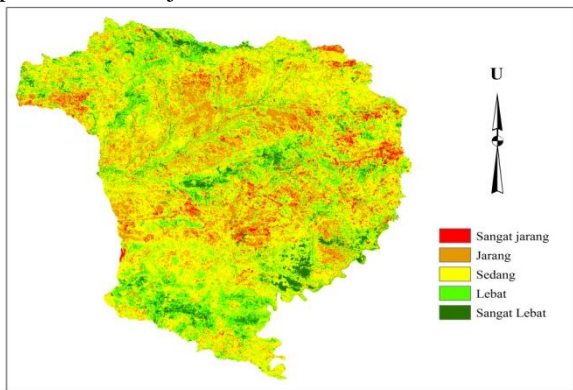 U
Sangat jarang
Jarang
Sedang
Lebat
Sangat Lebat